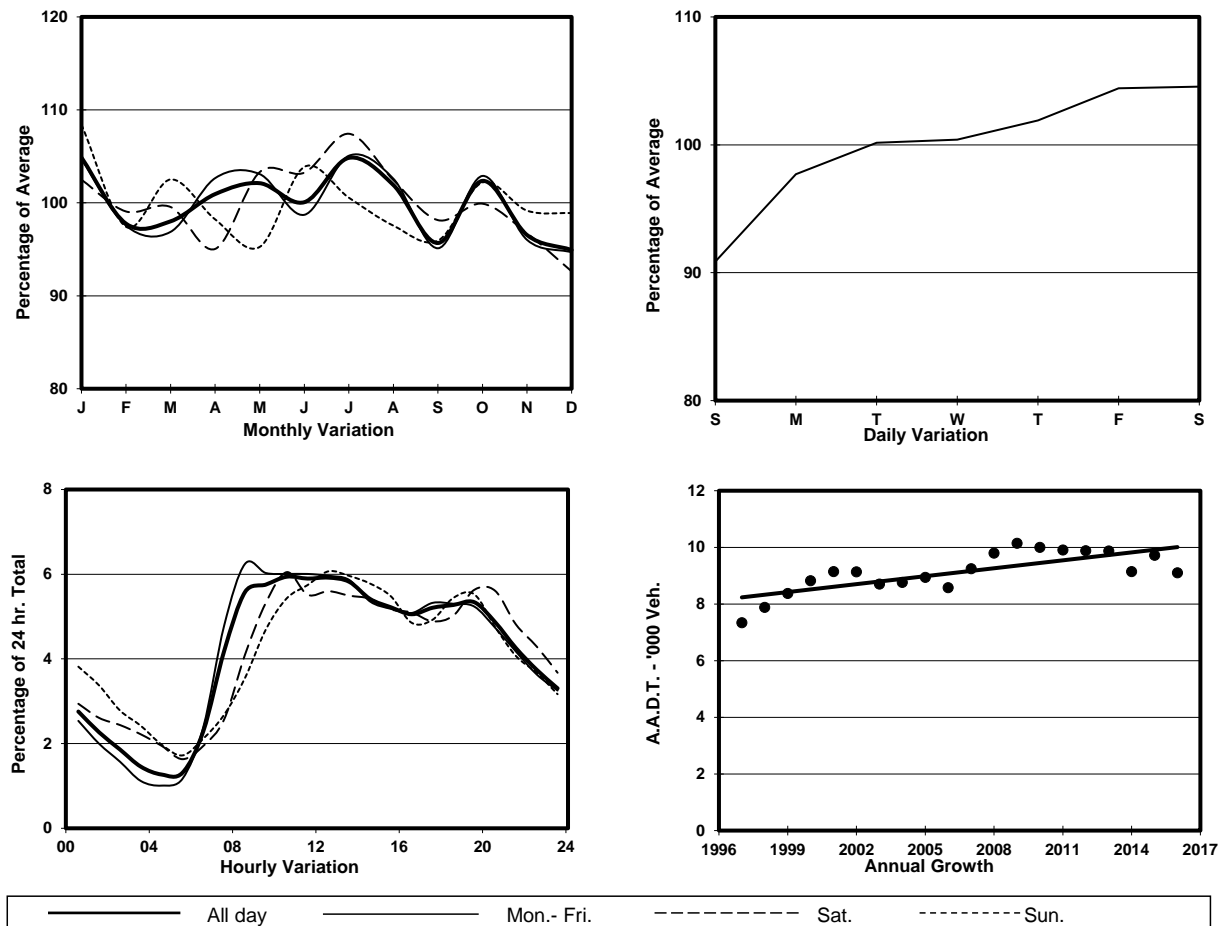 120
110
100
90
80
Percentage of Average
J F M A M J J A S O N D
Monthly Variation
110
100
90
80
Percentage of Average
S M T W T F S
Daily Variation
8
6
4
2
0
Percentage of 24 hr. Total
00 04 08 12 16 20 24
Hourly Variation
12
10
8
6
4
2
0
A.A.D.T. - '000 Veh.
1996 1999 2002 2005 2008 2011 2014 2017
Annual Growth
All day Mon.- Fri. Sat. Sun.